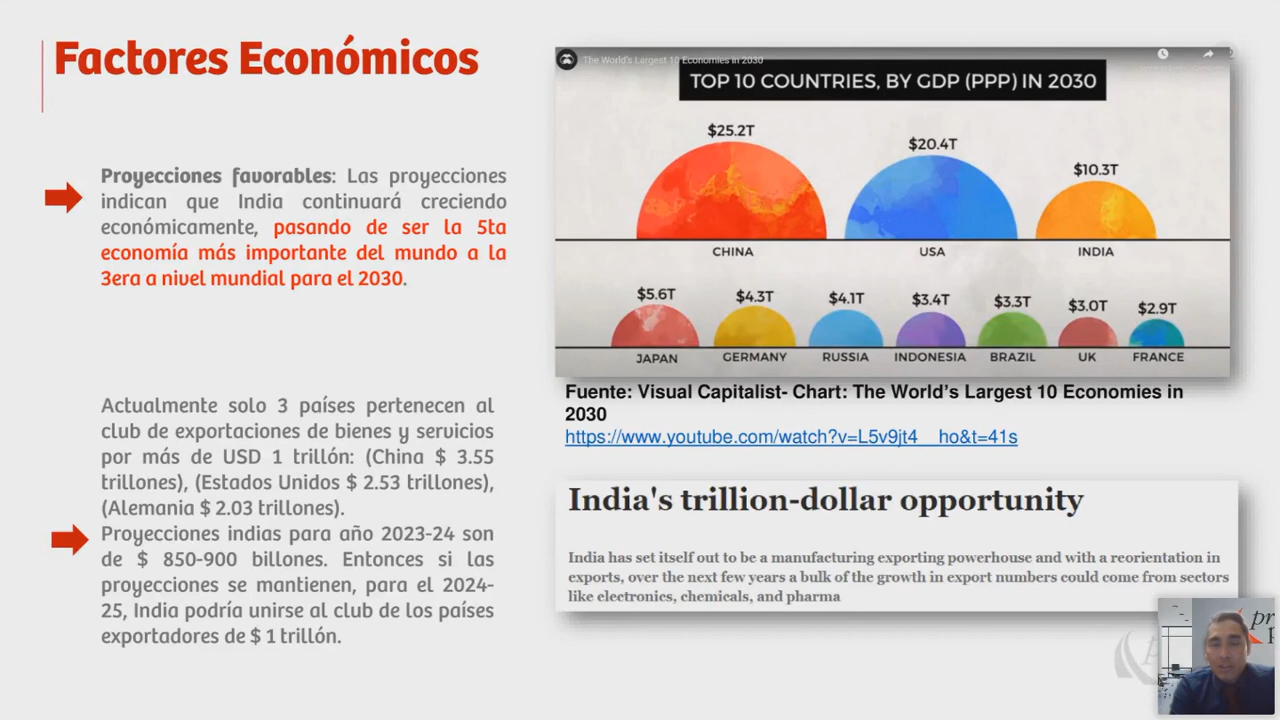 Factores Económicos
Proyecciones favorables: Las proyecciones
indican que India continuará creciendo
económicamente, pasando de ser la 5ta
economía más importante del mundo a la
3era a nivel mundial para el 2030.
Actualmente solo 3 países pertenecen al
club de exportaciones de bienes y servicios
por más de USD 1 trillón: (China $ 3.55
trillones), (Estados Unidos $ 2.53 trillones),
(Alemania $ 2.03 trillones).
Proyecciones indias para año 2023-24 son
de $ 850-900 billones. Entonces si las
proyecciones se mantienen, para el 2024-
25, India podría unirse al club de los países
exportadores de $ 1 trillón.
The World's Largest 10 Economies in 2030
TOP 10 COUNTRIES, BY GDP (PPP) IN 2030
$25.2T
$20.4T
$10.3T
CHINA
USA
INDIA
$5.6T
$4.3T
$4.1T
$3.4T
$3.3T
$3.0T
$2.9T
JAPAN
GERMANY
RUSSIA
INDONESIA
BRAZIL
UK
FRANCE
Fuente: Visual Capitalist- Chart: The World's Largest 10 Economies in
2030
https://www.youtube.com/watch?v=L5v9jt4__ho&t=41s
India's trillion-dollar opportunity
India has set itself out to be a manufacturing exporting powerhouse and with a reorientation in
exports, over the next few years a bulk of the growth in export numbers could come from sectors
like electronics, chemicals, and pharma